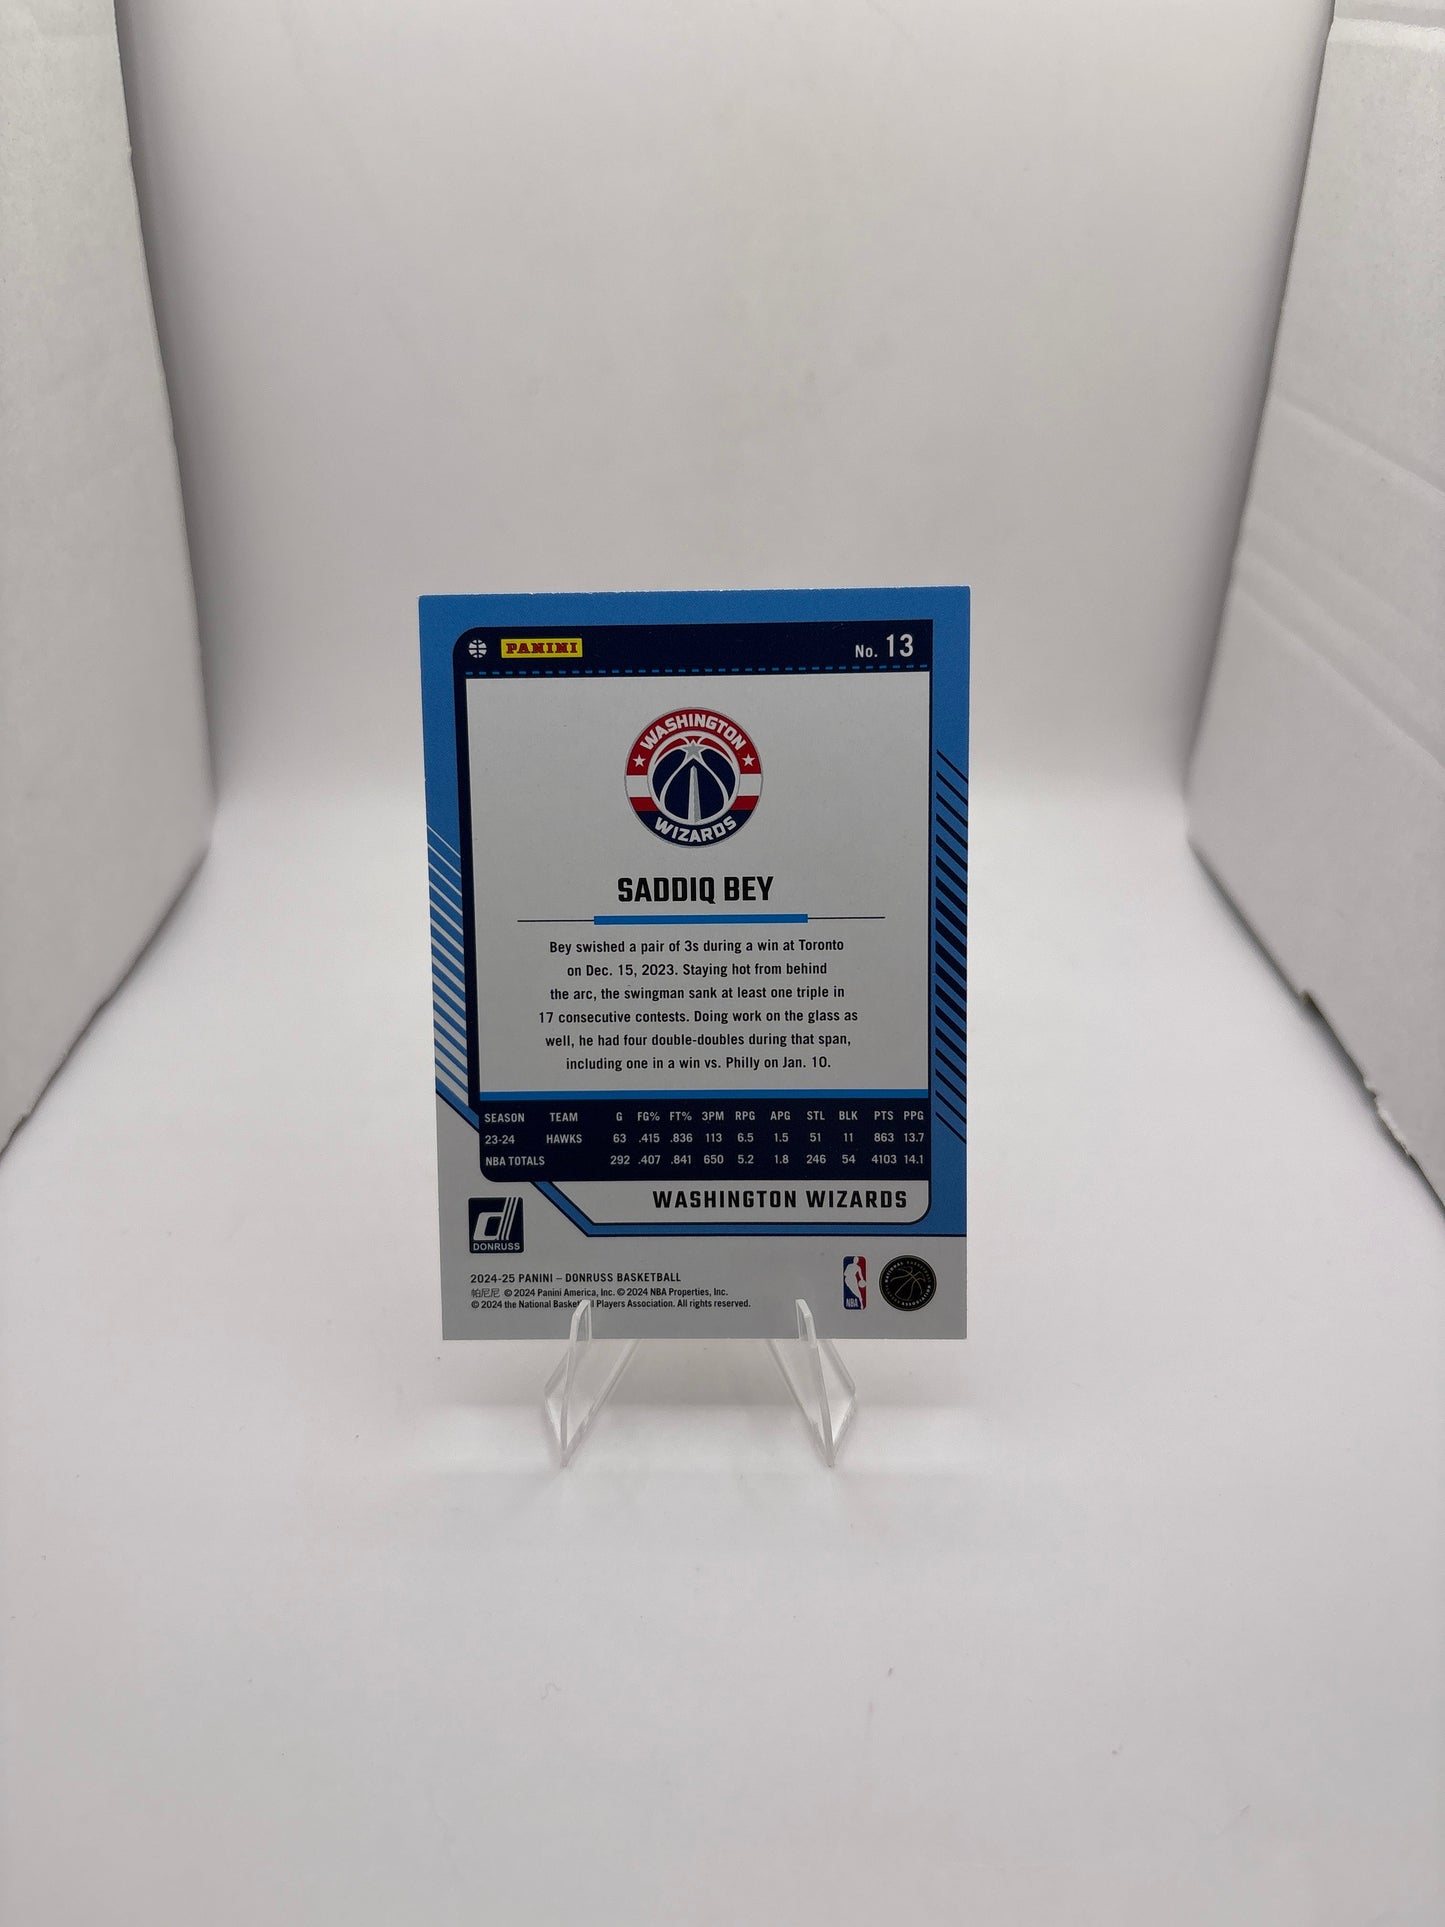 PANINI
No. 13
WASHINGTON
WIZARDS
SADDIQ BEY
Bey swished a pair of 3s during a win at Toronto
on Dec. 15, 2023. Staying hot from behind
the arc, the swingman sank at least one triple in
17 consecutive contests. Doing work on the glass as
well, he had four double-doubles during that span,
including one in a win vs. Philly on Jan. 10.
SEASON TEAM G FG% FT% 3PM RPG APG STL BLK PTS PPG
23-24 HAWKS 63 .415 .836 113 6.5 1.5 51 11 863 13.7
NBA TOTALS 292 .407 .841 650 5.2 1.8 246 54 4103 14.1
WASHINGTON WIZARDS
d
DONRUSS
2024-25 PANINI – DONRUSS BASKETBALL
帕尼尼 © 2024 Panini America, Inc. © 2024 NBA Properties, Inc.
© 2024 the National Basketball Players Association. All rights reserved.
NBA